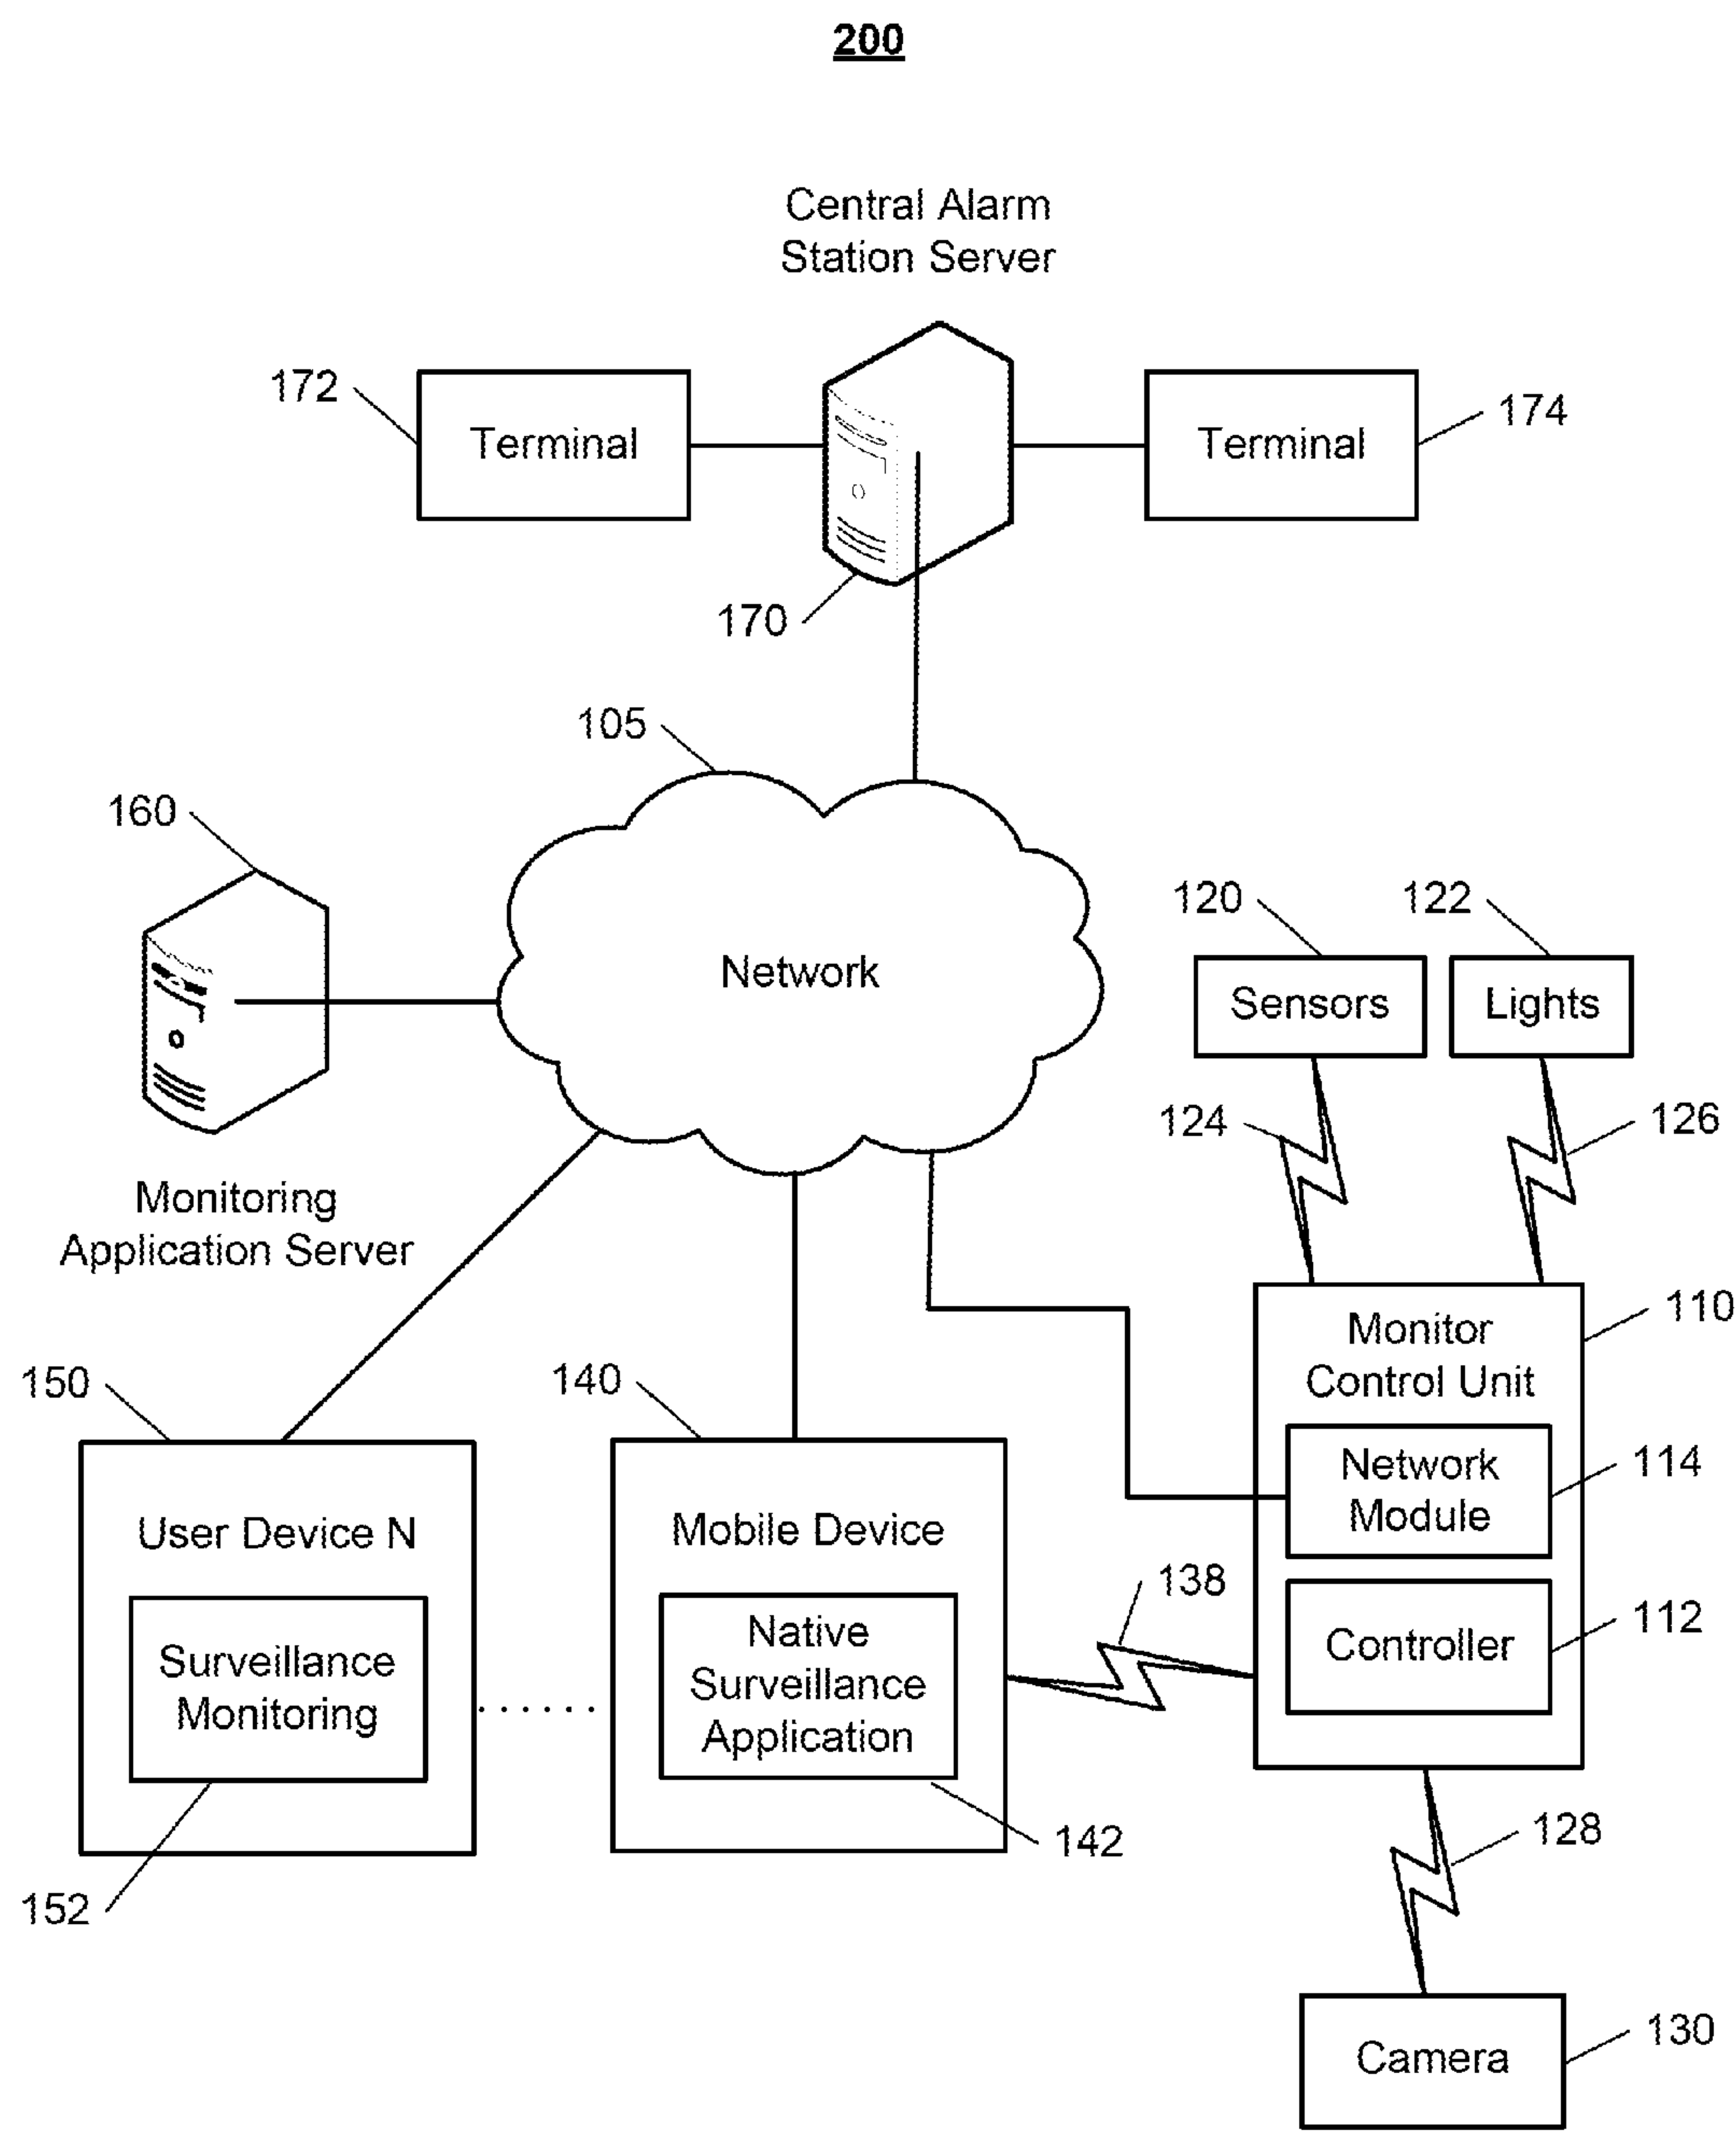 200
Central Alarm
Station Server
172
Terminal
Terminal
174
170
105
160
Network
120
122
Sensors
Lights
124
126
Monitoring
Application Server
110
Monitor
Control Unit
150
140
Network
Module
114
User Device N
Mobile Device
138
112
Controller
Surveillance
Monitoring
. . . . . .
Native
Surveillance
Application
142
128
152
130
Camera